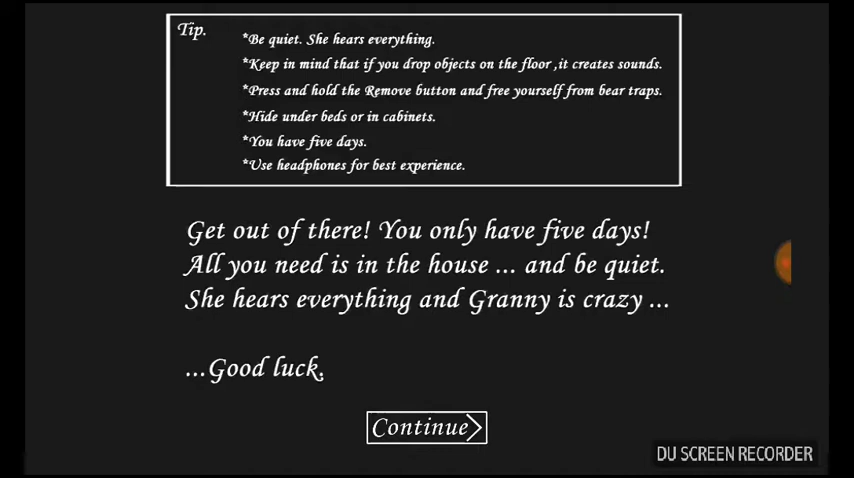 Tip.
*Be quiet. She hears everything.
*Keep in mind that if you drop objects on the floor ,it creates sounds.
*Press and hold the Remove button and free yourself from bear traps.
*Hide under beds or in cabinets.
*You have five days.
*Use headphones for best experience.
Get out of there! You only have five days!
All you need is in the house ... and be quiet.
She hears everything and Granny is crazy ...
...Good luck.
Continue
DU SCREEN RECORDER